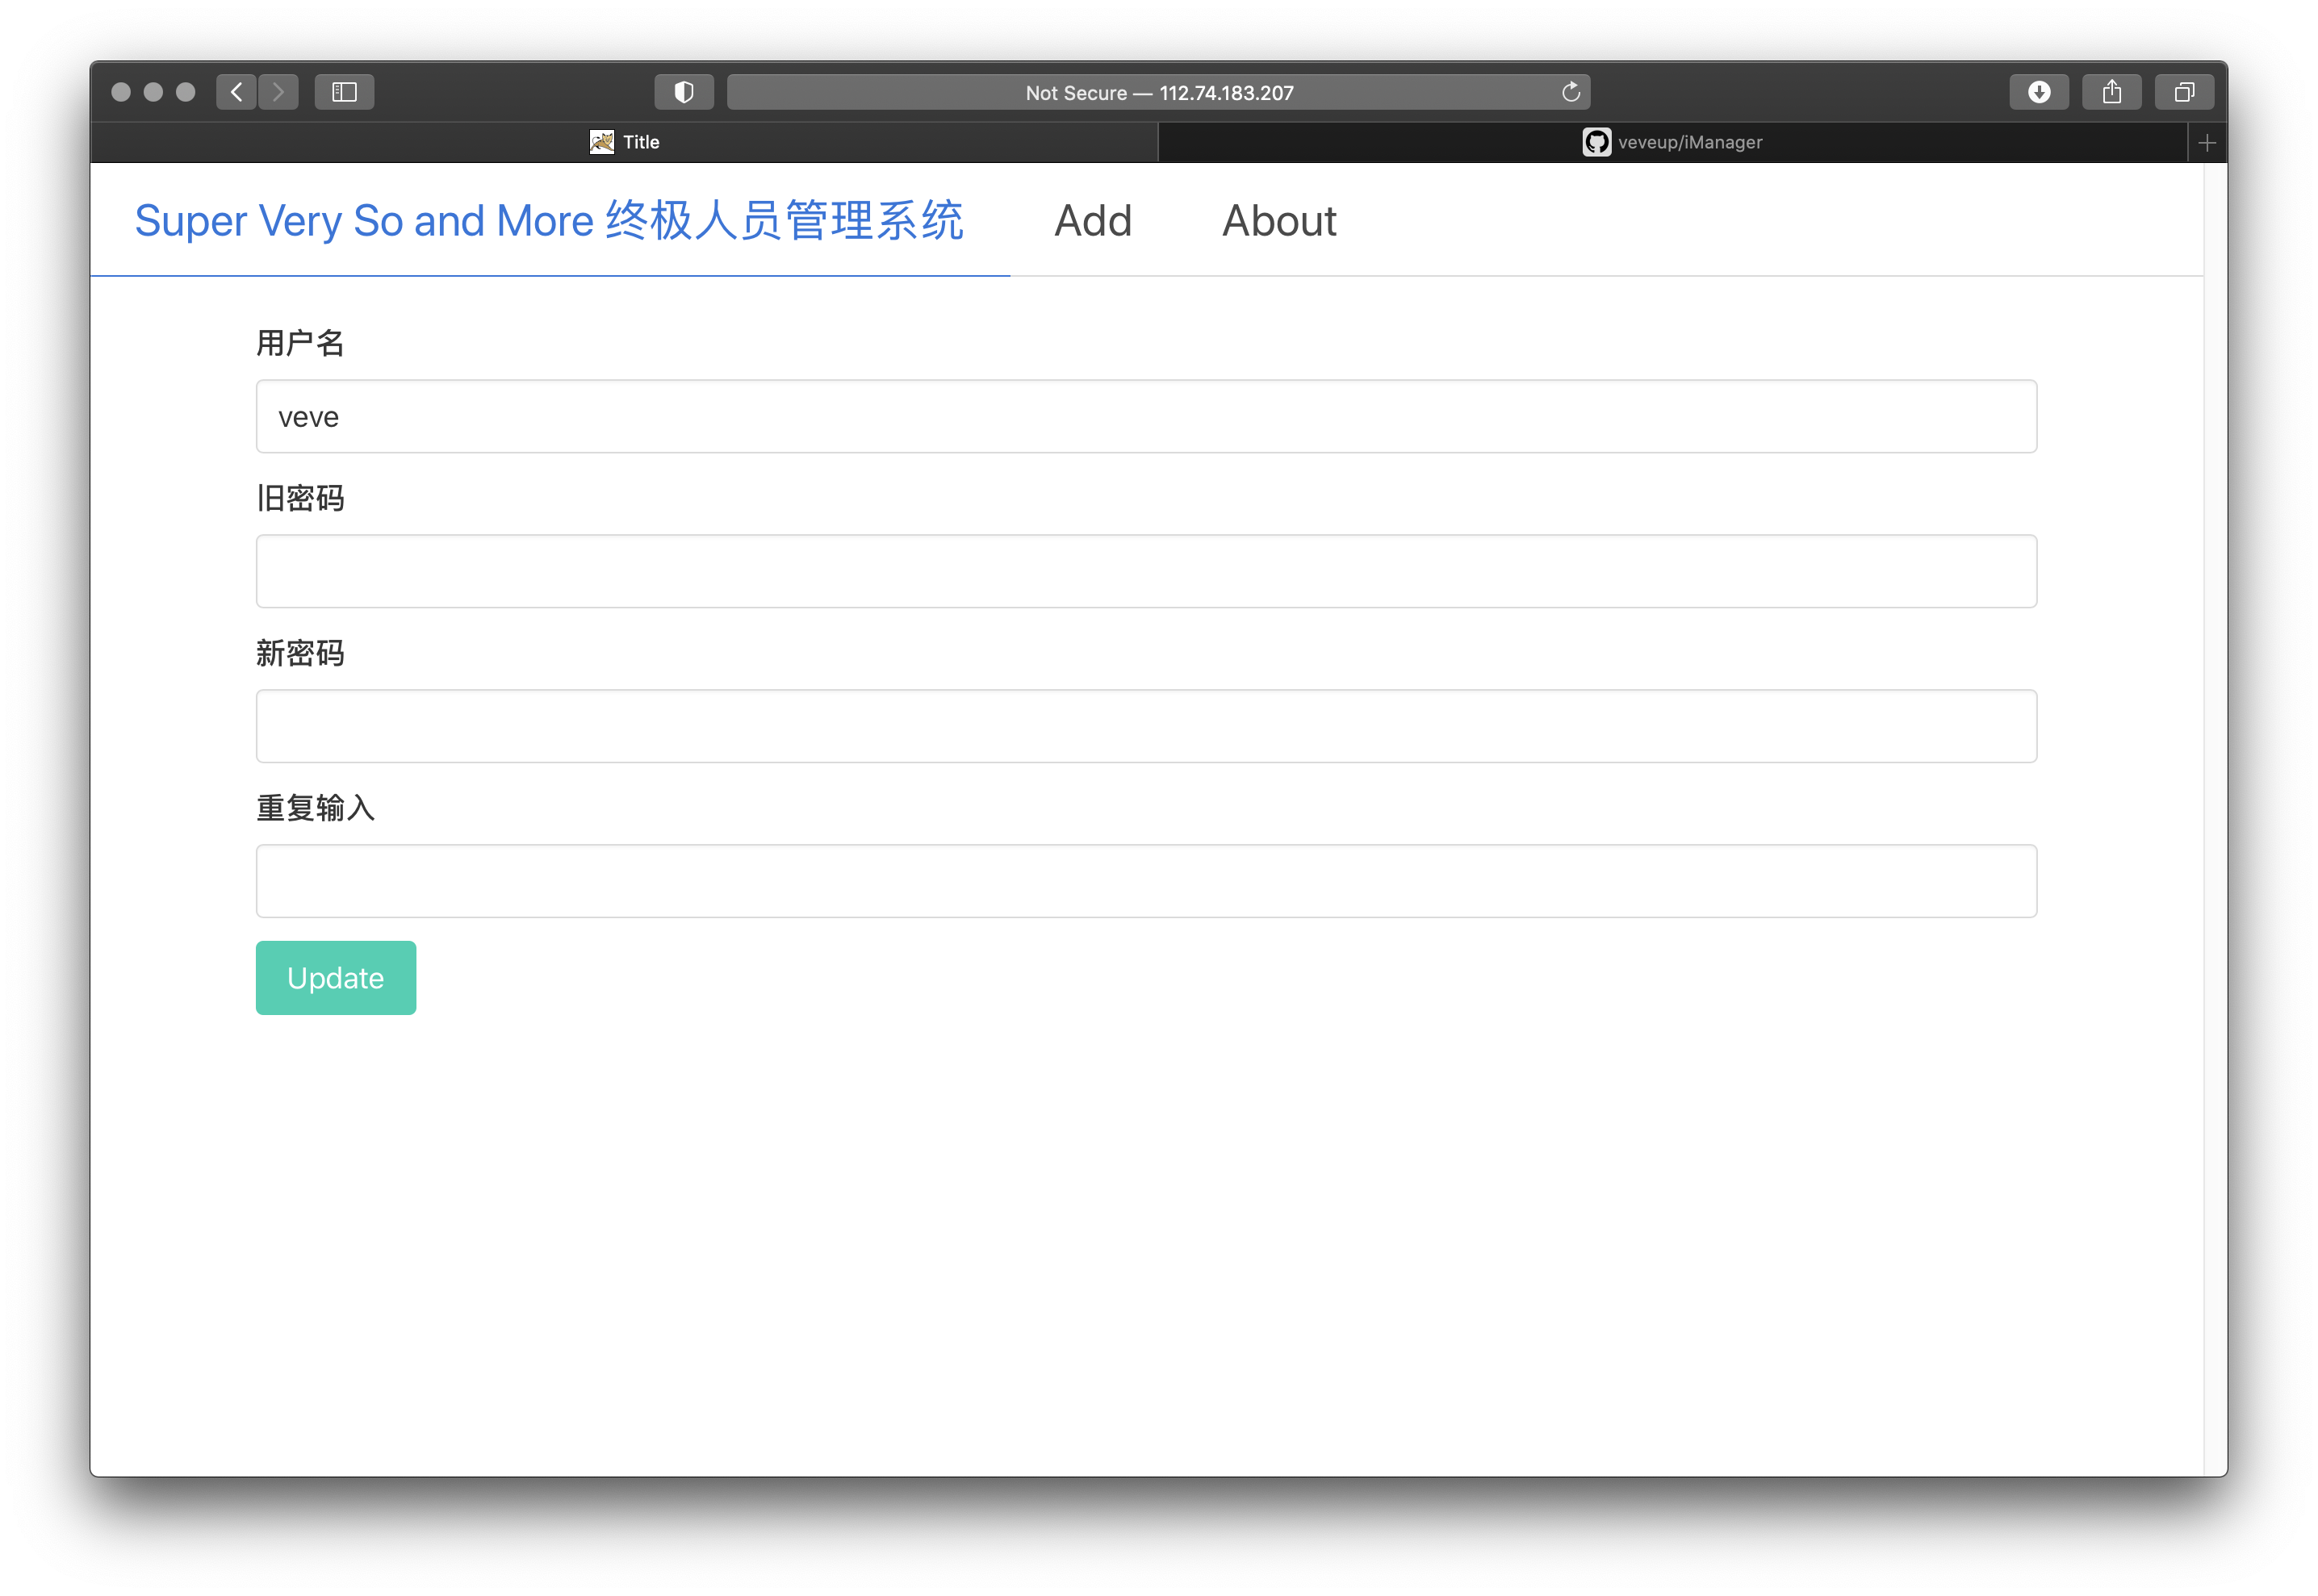 Not Secure — 112.74.183.207
Title
veveup/iManager
Super Very So and More 终极人员管理系统 Add About
用户名
veve
旧密码
新密码
重复输入
Update